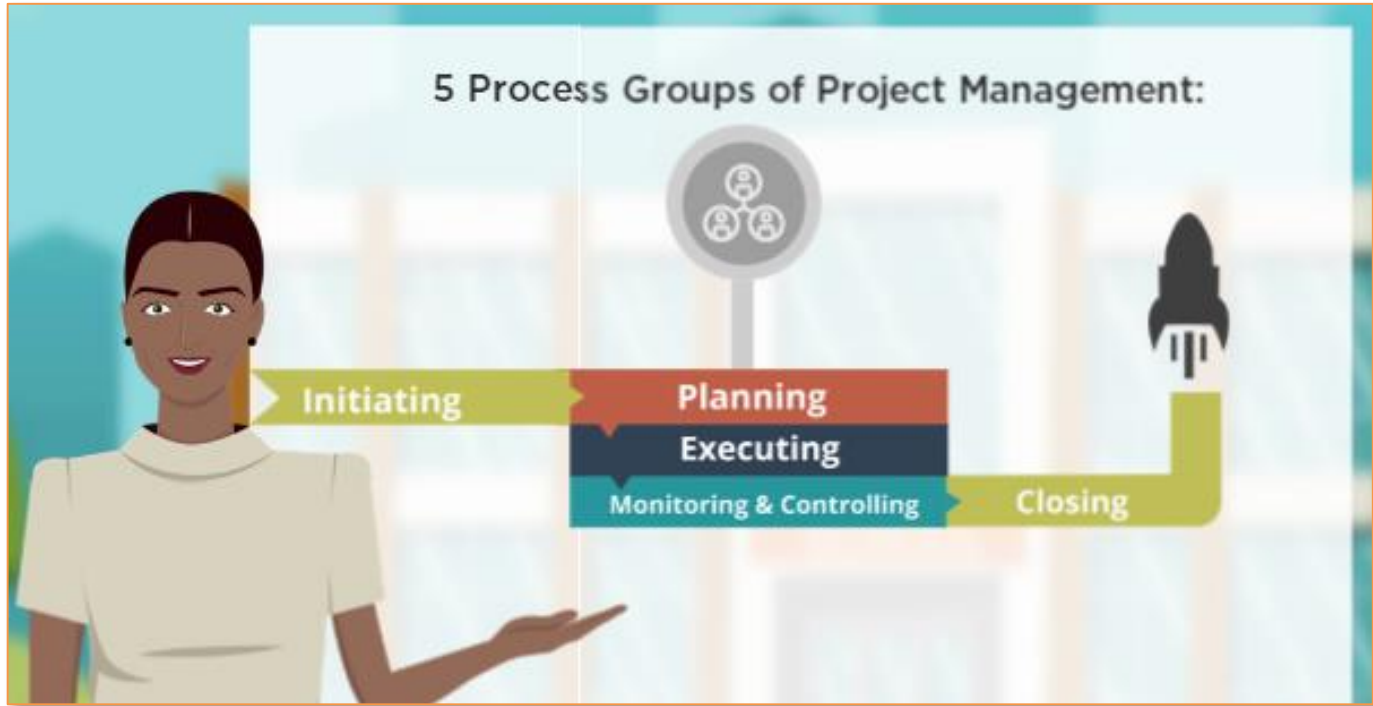 5 Process Groups of Project Management:
Initiating
Planning
Executing
Monitoring & Controlling
Closing